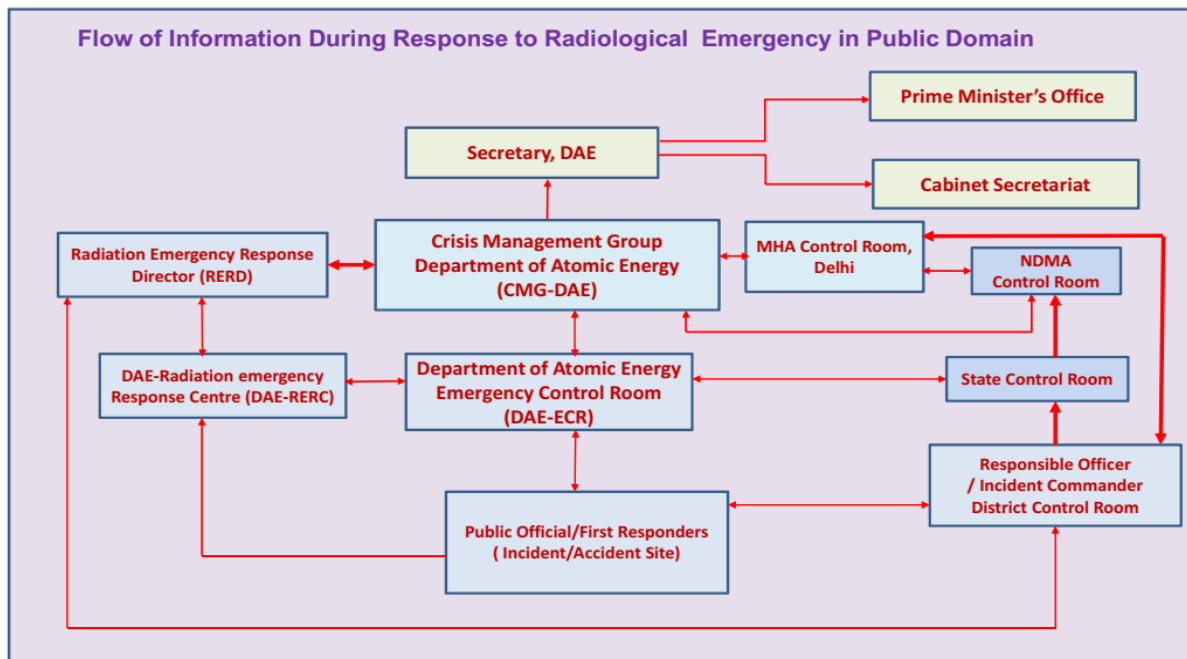 Flow of Information During Response to Radiological Emergency in Public Domain
Prime Minister's Office
Secretary, DAE
Cabinet Secretariat
Radiation Emergency Response
Director (RERD)
Crisis Management Group
Department of Atomic Energy
(CMG-DAE)
MHA Control Room,
Delhi
NDMA
Control Room
DAE-Radiation emergency
Response Centre (DAE-RERC)
Department of Atomic Energy
Emergency Control Room
(DAE-ECR)
State Control Room
Responsible Officer
/ Incident Commander
District Control Room
Public Official/First Responders
( Incident/Accident Site)